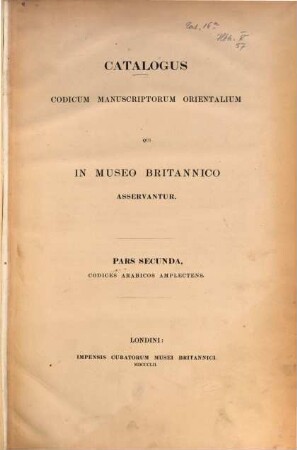 CATALOGUS
CODICUM MANUSCRIPTORUM ORIENTALIUM
QUI
IN MUSEO BRITANNICO
ASSERVANTUR.
PARS SECUNDA,
CODICES ARABICOS AMPLECTENS.
LONDINI:
IMPENSIS CURATORUM MUSEI BRITANNICI.
MDCCCLII.